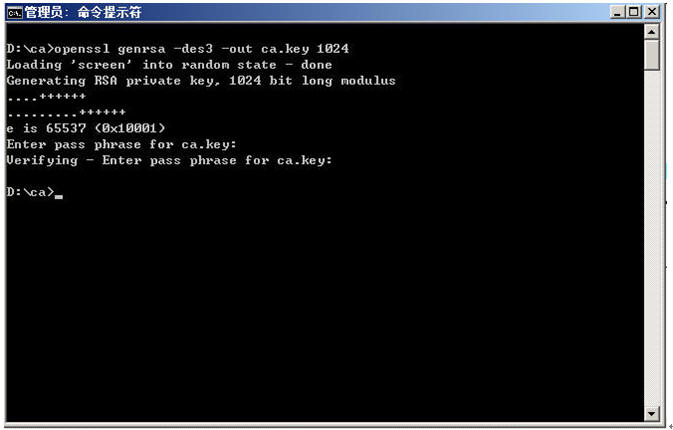 管理员: 命令提示符
D:\ca>openssl genrsa -des3 -out ca.key 1024
Loading 'screen' into random state - done
Generating RSA private key, 1024 bit long modulus
....++++++
.........++++++
e is 65537 (0x10001)
Enter pass phrase for ca.key:
Verifying - Enter pass phrase for ca.key:
D:\ca>_